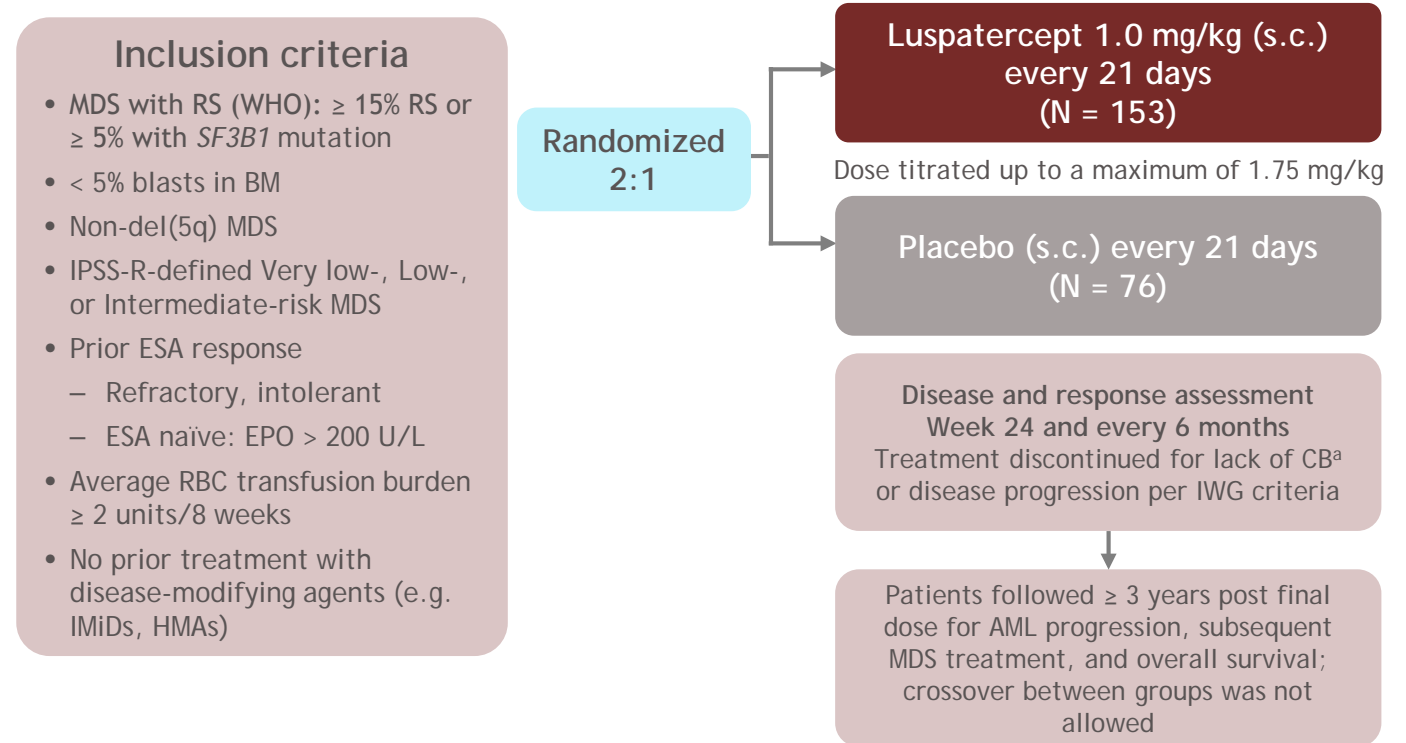 Inclusion criteria
• MDS with RS (WHO): ≥ 15% RS or
≥ 5% with SF3B1 mutation
• < 5% blasts in BM
• Non-del(5q) MDS
• IPSS-R-defined Very low-, Low-,
or Intermediate-risk MDS
• Prior ESA response
– Refractory, intolerant
– ESA naïve: EPO > 200 U/L
• Average RBC transfusion burden
≥ 2 units/8 weeks
• No prior treatment with
disease-modifying agents (e.g.
IMiDs, HMAs)
Randomized
2:1
Luspatercept 1.0 mg/kg (s.c.)
every 21 days
(N = 153)
Dose titrated up to a maximum of 1.75 mg/kg
Placebo (s.c.) every 21 days
(N = 76)
Disease and response assessment
Week 24 and every 6 months
Treatment discontinued for lack of CBᵃ
or disease progression per IWG criteria
Patients followed ≥ 3 years post final
dose for AML progression, subsequent
MDS treatment, and overall survival;
crossover between groups was not
allowed